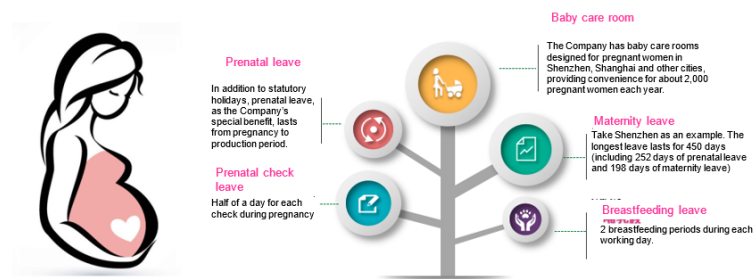 Baby care room
The Company has baby care rooms
designed for pregnant women in
Shenzhen, Shanghai and other cities,
providing convenience for about 2,000
pregnant women each year.
Prenatal leave
In addition to statutory
holidays, prenatal leave,
as the Company's
special benefit, lasts
from pregnancy to
production period.
Maternity leave
Take Shenzhen as an example. The
longest leave lasts for 450 days
(including 252 days of prenatal leave
and 198 days of maternity leave)
Prenatal check
leave
Half of a day for each
check during pregnancy
Breastfeeding leave
2 breastfeeding periods during each
working day.